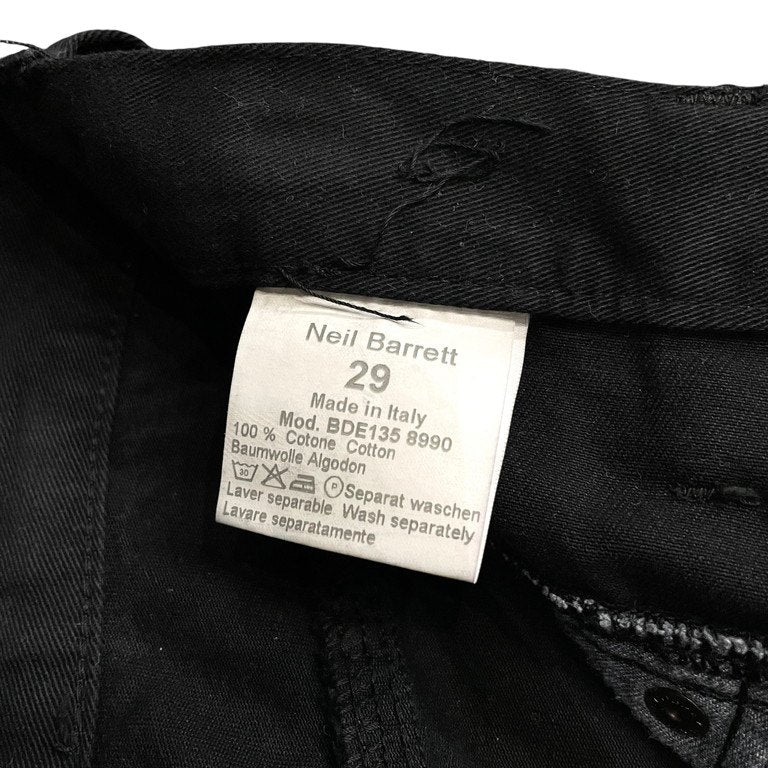 Neil Barrett
29
Made in Italy
Mod. BDE135 8990
100 % Cotone Cotton
Baumwolle Algodon
30 P Separat waschen
Laver separable Wash separately
Lavare separatamente